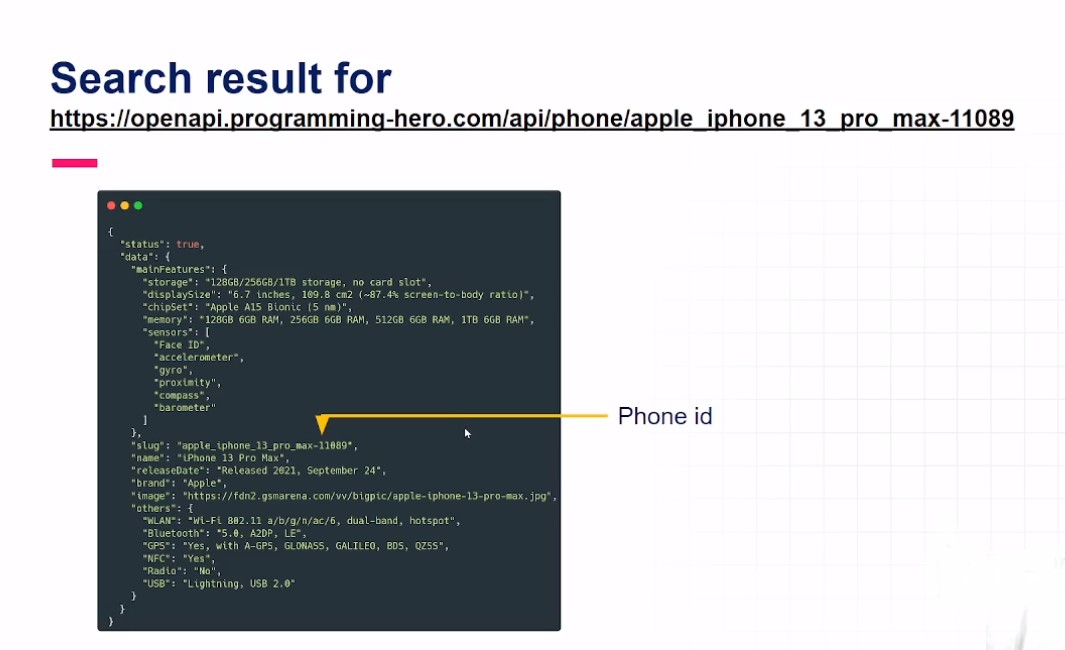 Search result for
https://openapi.programming-hero.com/api/phone/apple_iphone_13_pro_max-11089
{
"status": true,
"data": {
"mainFeatures": {
"storage": "128GB/256GB/1TB storage, no card slot",
"displaySize": "6.7 inches, 109.8 cm2 (~87.4% screen-to-body ratio)",
"chipSet": "Apple A15 Bionic (5 nm)",
"memory": "128GB 6GB RAM, 256GB 6GB RAM, 512GB 6GB RAM, 1TB 6GB RAM",
"sensors": [
"Face ID",
"accelerometer",
"gyro",
"proximity",
"compass",
"barometer"
]
},
Phone id
"slug": "apple_iphone_13_pro_max-11089",
"name": "iPhone 13 Pro Max",
"releaseDate": "Released 2021, September 24",
"brand": "Apple",
"image": "https://fdn2.gsmarena.com/vv/bigpic/apple-iphone-13-pro-max.jpg",
"others": {
"WLAN": "Wi-Fi 802.11 a/b/g/n/ac/6, dual-band, hotspot",
"Bluetooth": "5.0, A2DP, LE",
"GPS": "Yes, with A-GPS, GLONASS, GALILEO, BDS, QZSS",
"NFC": "Yes",
"Radio": "No",
"USB": "Lightning, USB 2.0"
}
}
}